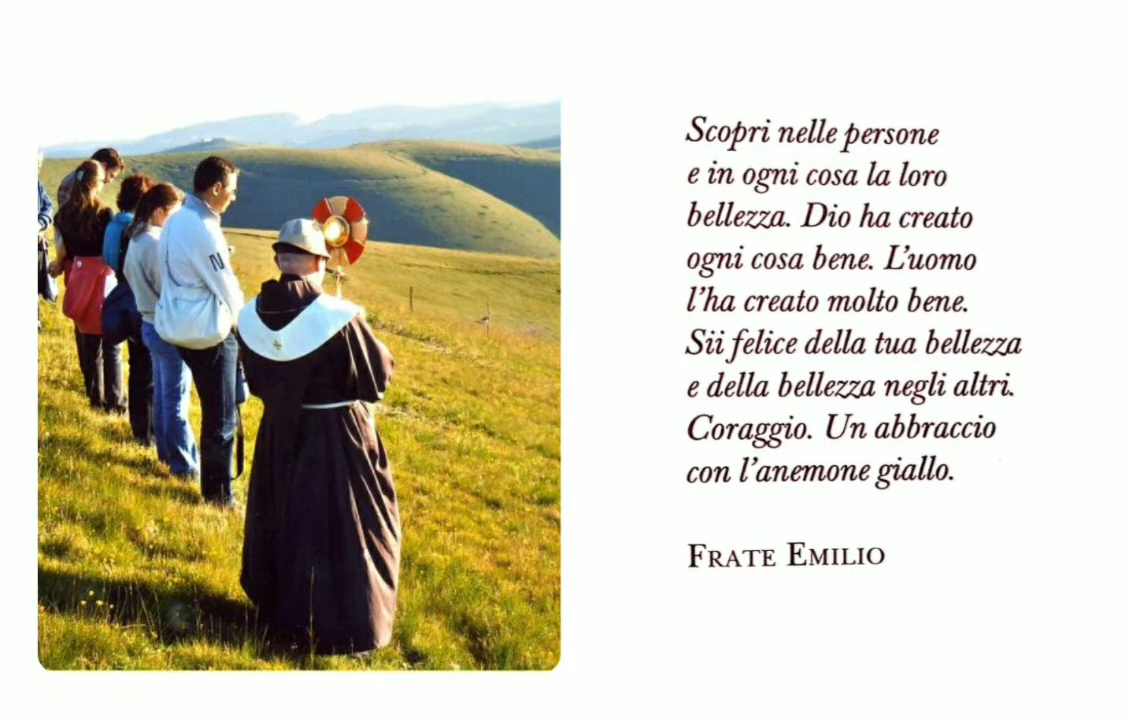 Scopri nelle persone
e in ogni cosa la loro
bellezza. Dio ha creato
ogni cosa bene. L'uomo
l'ha creato molto bene.
Sii felice della tua bellezza
e della bellezza negli altri.
Coraggio. Un abbraccio
con l'anemone giallo.
FRATE EMILIO